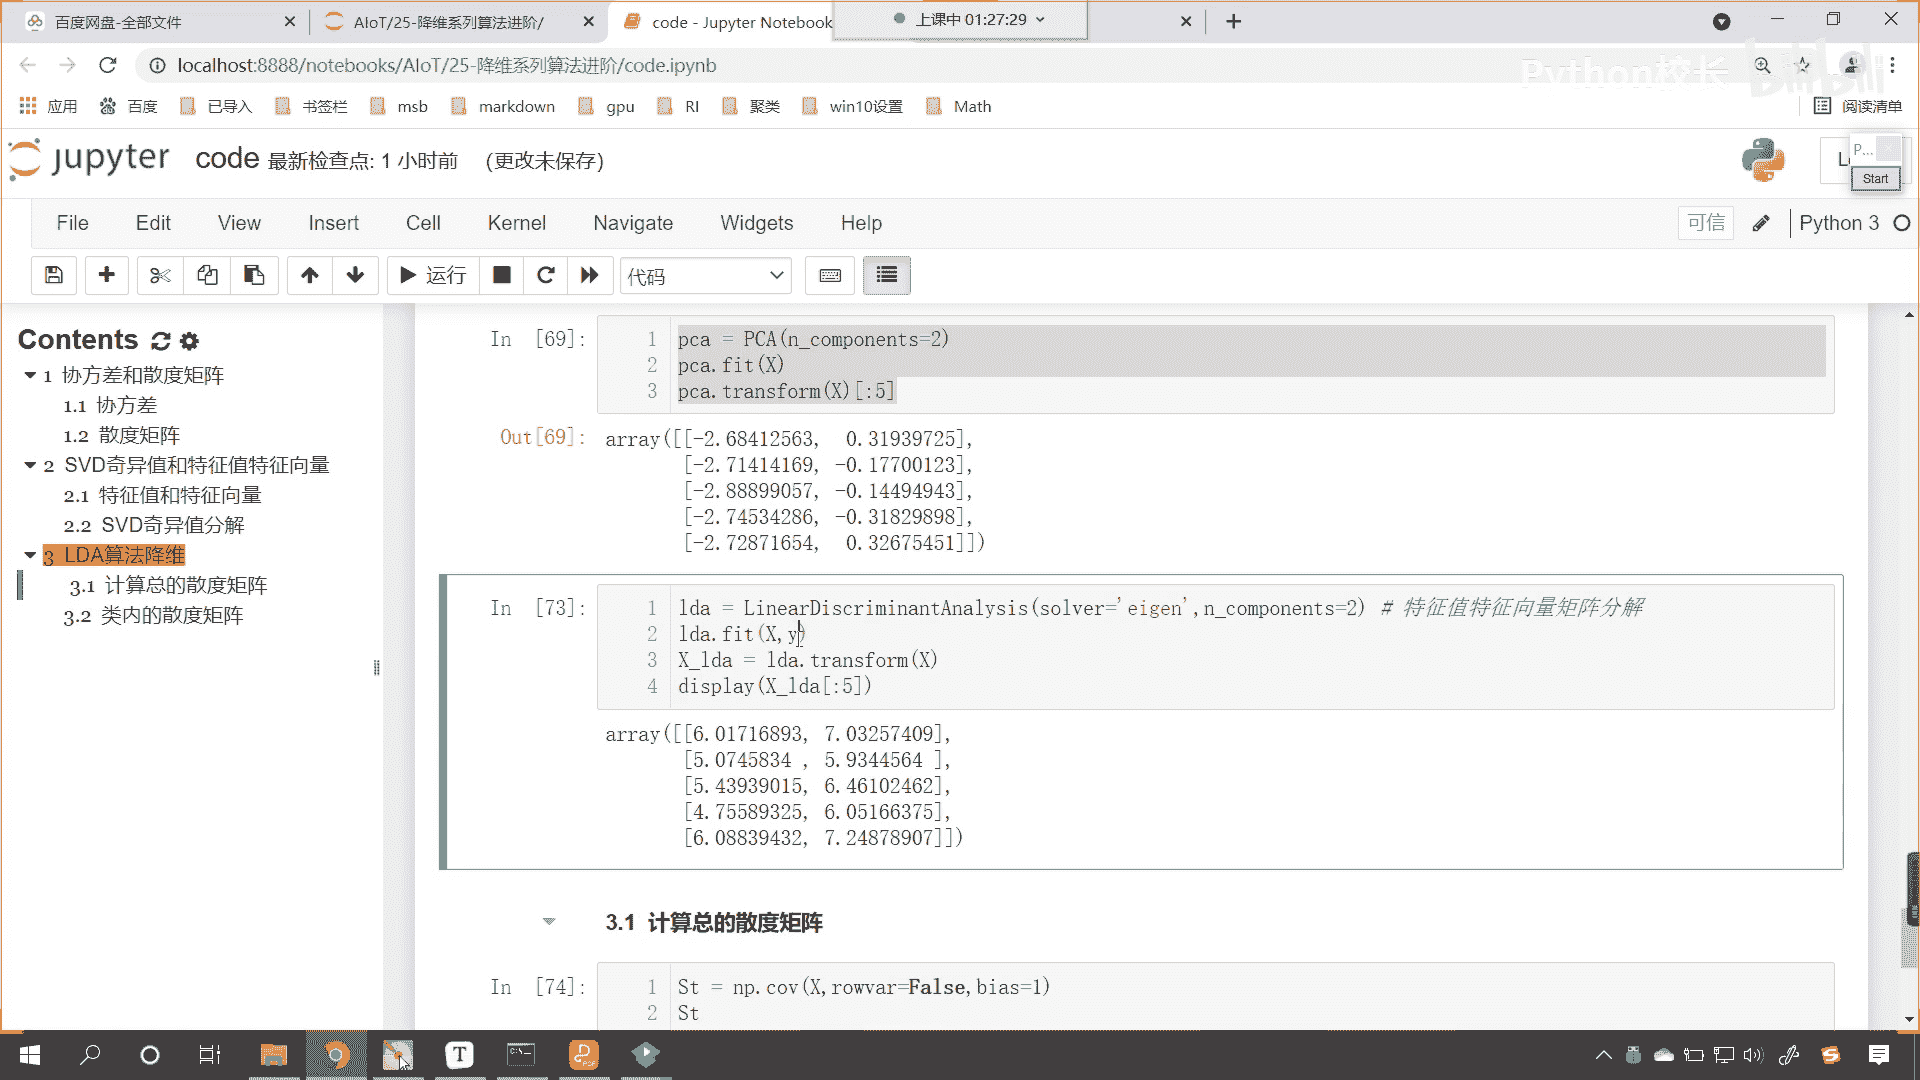 百度网盘-全部文件
AIoT/25-降维系列算法进阶/
code - Jupyter Notebook
上课中 01:27:29
localhost:8888/notebooks/AIoT/25-降维系列算法进阶/code.ipynb
Python校长 bilibili
应用 百度 已导入 书签栏 msb markdown gpu RI 聚类 win10设置 Math 阅读清单
jupyter code 最新检查点: 1 小时前 (更改未保存)
P...
Start
File Edit View Insert Cell Kernel Navigate Widgets Help 可信 Python 3
运行 代码
Contents
1 协方差和散度矩阵
1.1 协方差
1.2 散度矩阵
2 SVD奇异值和特征值特征向量
2.1 特征值和特征向量
2.2 SVD奇异值分解
3 LDA算法降维
3.1 计算总的散度矩阵
3.2 类内的散度矩阵
In [69]:
1 pca = PCA(n_components=2)
2 pca.fit(X)
3 pca.transform(X)[:5]
Out[69]: array([[-2.68412563, 0.31939725],
[-2.71414169, -0.17700123],
[-2.88899057, -0.14494943],
[-2.74534286, -0.31829898],
[-2.72871654, 0.32675451]])
In [73]:
1 lda = LinearDiscriminantAnalysis(solver='eigen',n_components=2) # 特征值特征向量矩阵分解
2 lda.fit(X,y)
3 X_lda = lda.transform(X)
4 display(X_lda[:5])
array([[6.01716893, 7.03257409],
[5.0745834 , 5.9344564 ],
[5.43939015, 6.46102462],
[4.75589325, 6.05166375],
[6.08839432, 7.24878907]])
3.1 计算总的散度矩阵
In [74]:
1 St = np.cov(X,rowvar=False,bias=1)
2 St